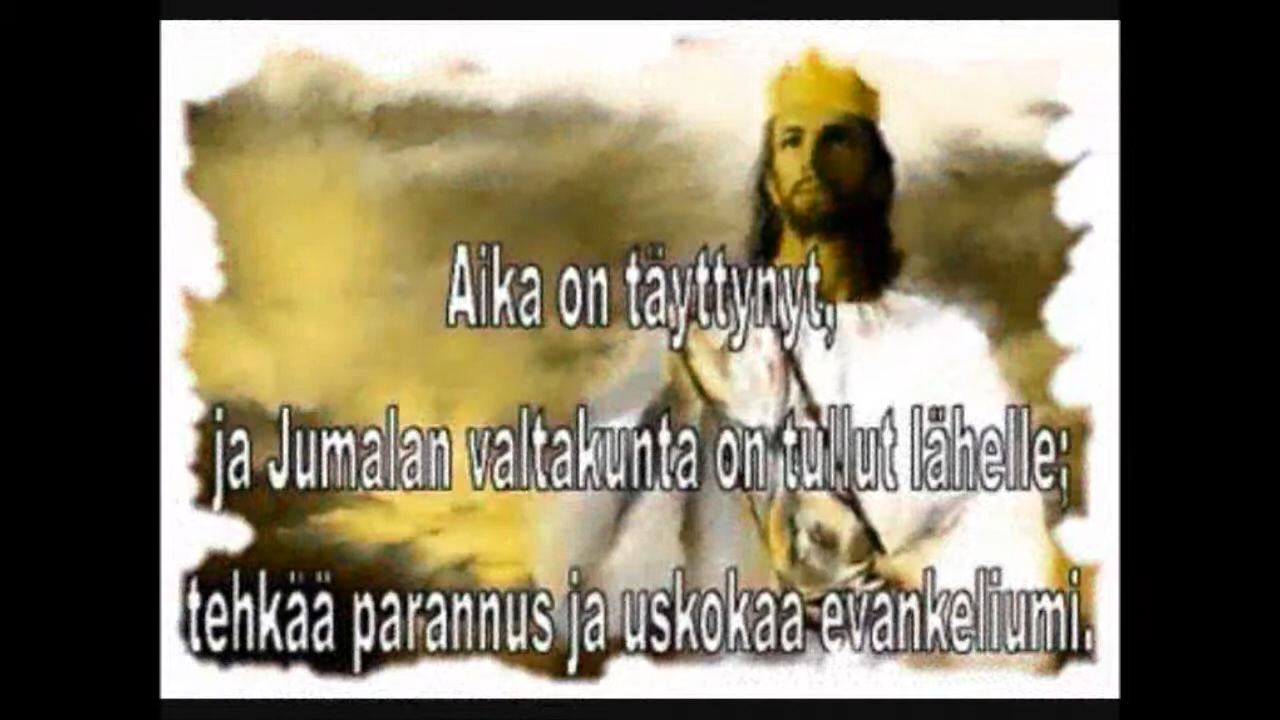 Aika on täyttynyt,
ja Jumalan valtakunta on tullut lähelle;
tehkää parannus ja uskokaa evankeliumi.